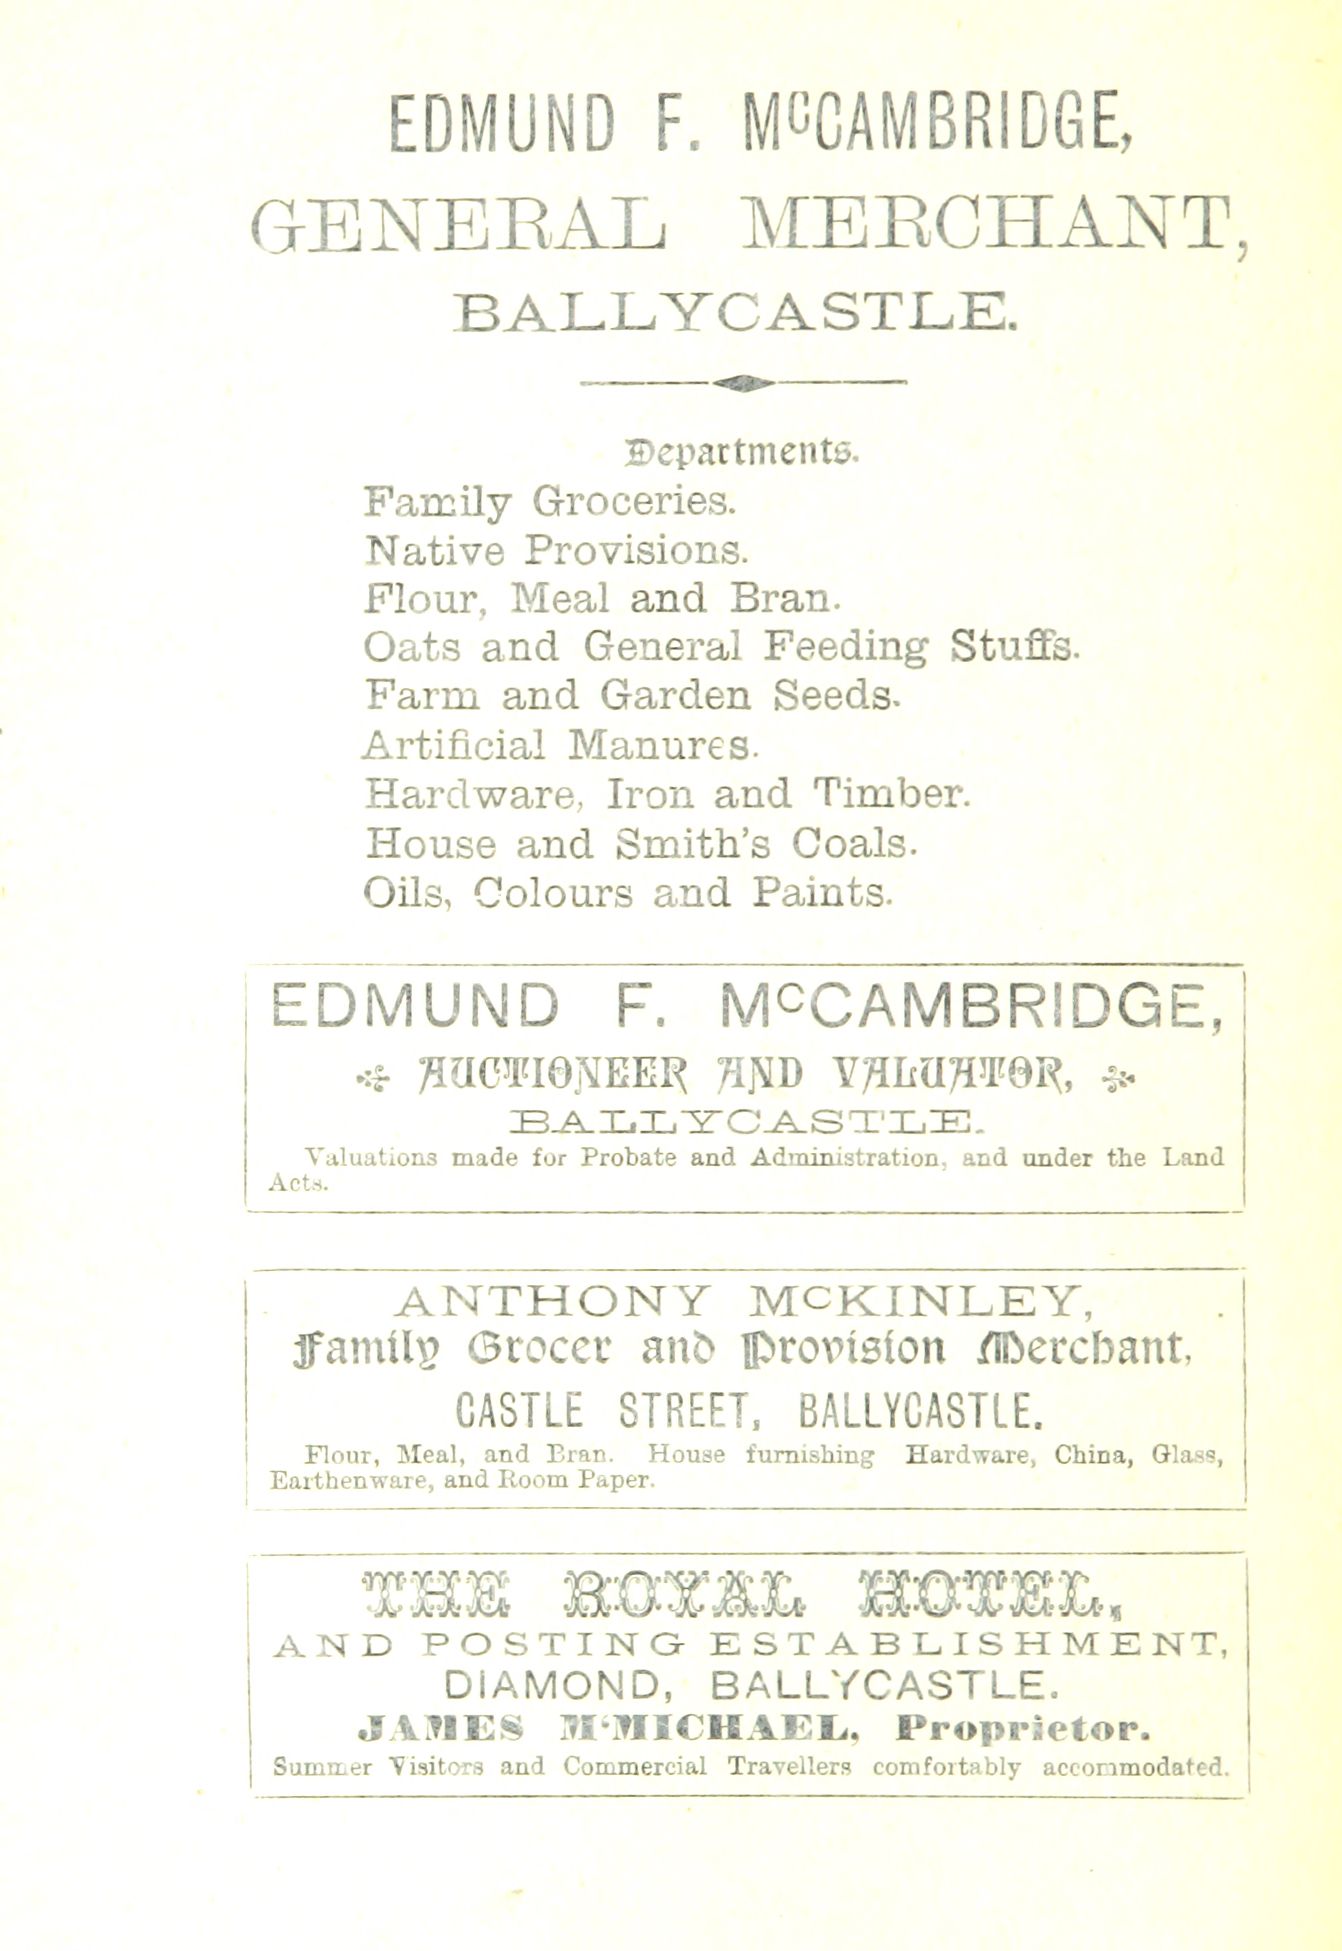 EDMUND F. McCAMBRIDGE,
GENERAL MERCHANT,
BALLYCASTLE.
Departments.
Family Groceries.
Native Provisions.
Flour, Meal and Bran.
Oats and General Feeding Stuffs.
Farm and Garden Seeds.
Artificial Manures.
Hardware, Iron and Timber.
House and Smith's Coals.
Oils, Colours and Paints.
EDMUND F. McCAMBRIDGE,
AUCTIONEER AND VALUATOR,
BALLYCASTLE.
Valuations made for Probate and Administration, and under the Land
Acts.
ANTHONY McKINLEY,
Family Grocer and Provision Merchant,
CASTLE STREET, BALLYCASTLE.
Flour, Meal, and Bran. House furnishing Hardware, China, Glass,
Earthenware, and Room Paper.
THE ROYAL HOTEL,
AND POSTING ESTABLISHMENT,
DIAMOND, BALLYCASTLE.
JAMES M'MICHAEL, Proprietor.
Summer Visitors and Commercial Travellers comfortably accommodated.